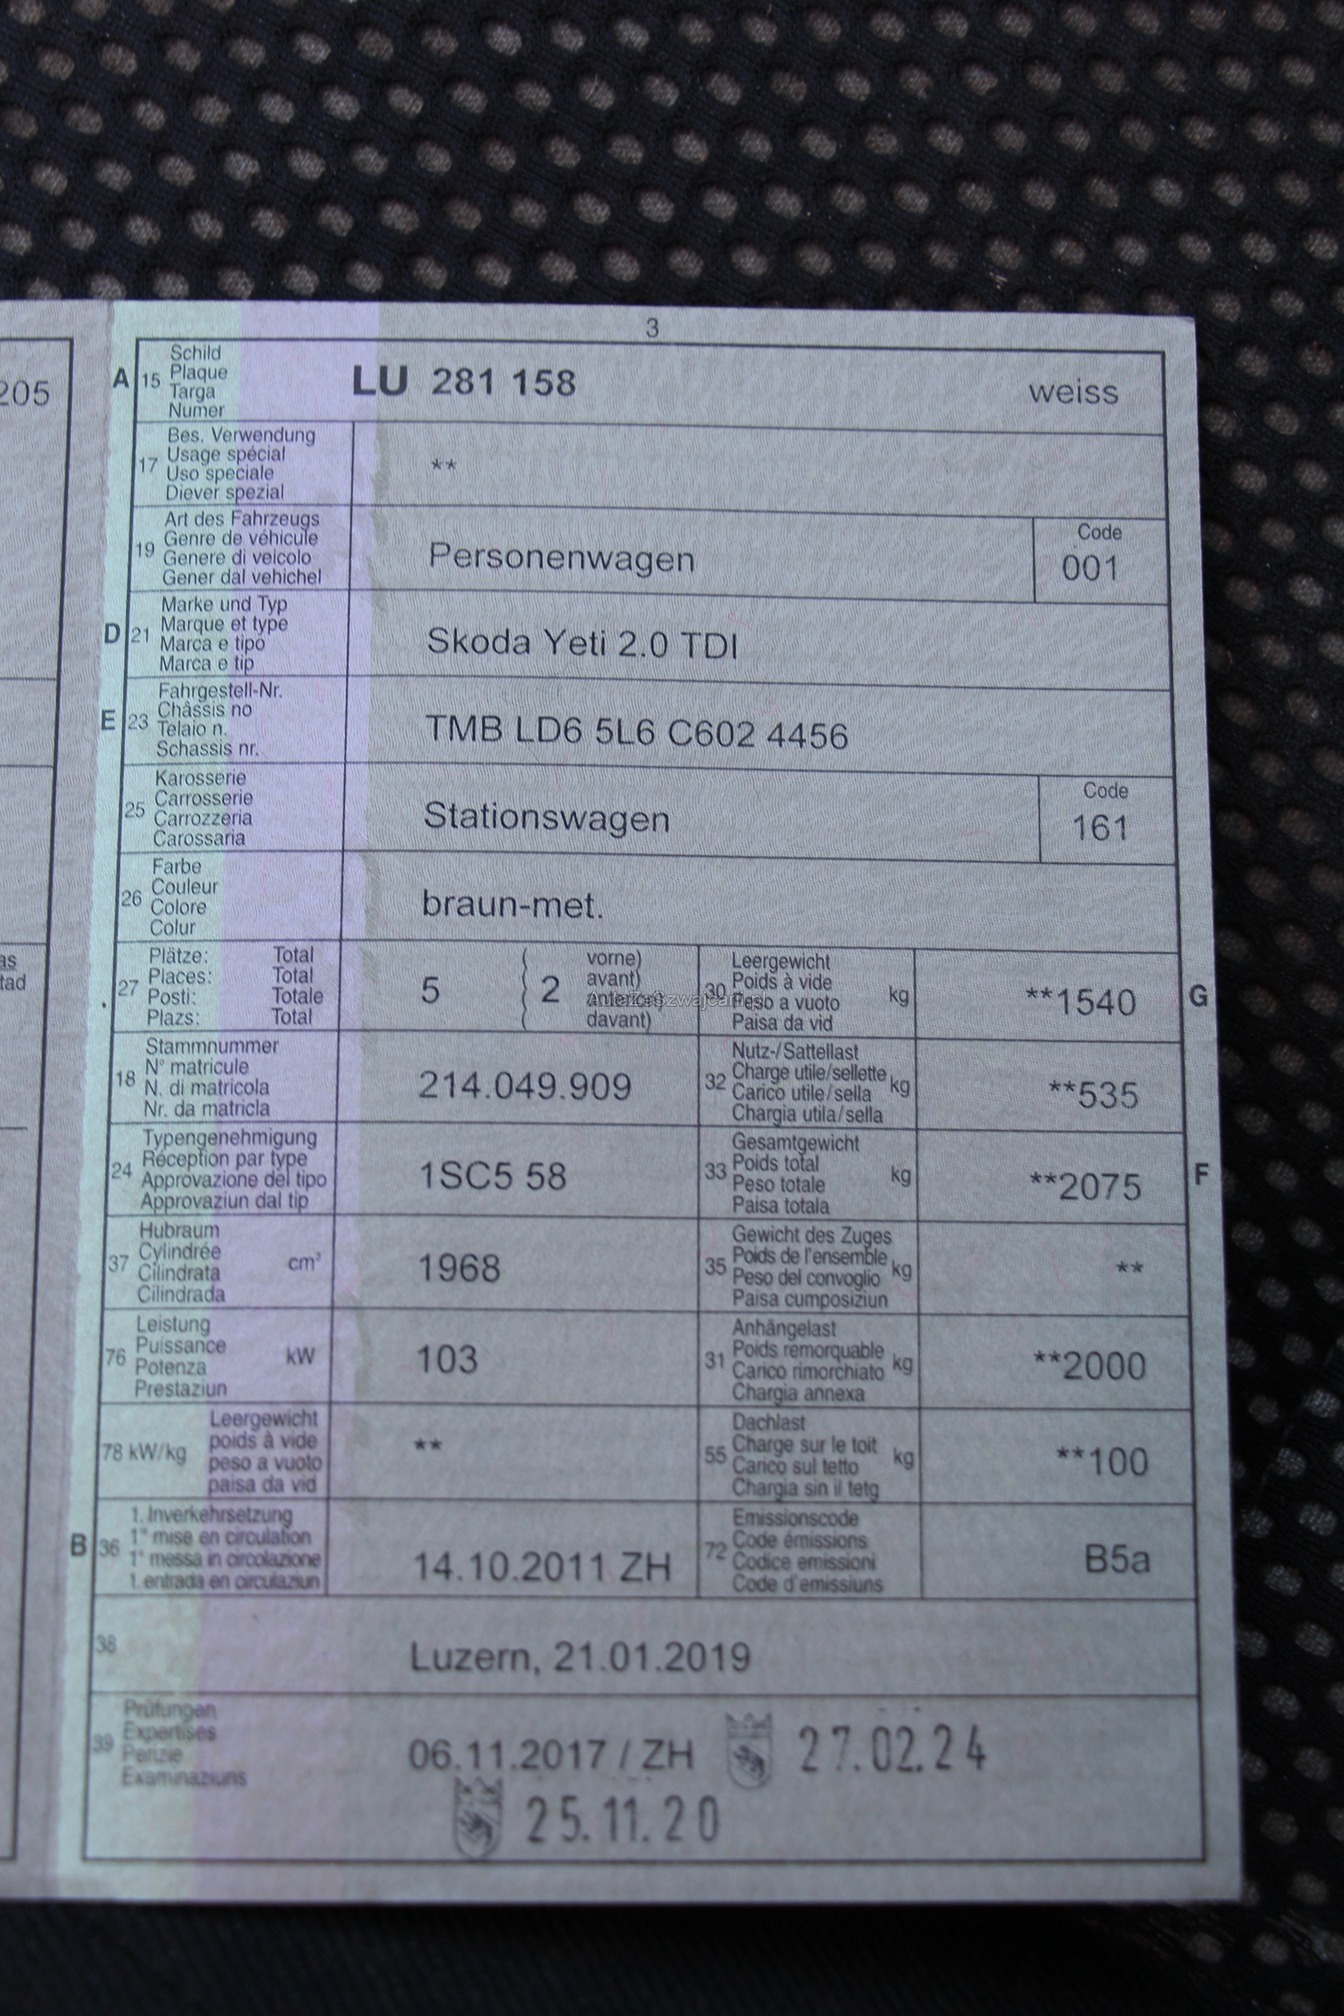 3
205
A 15 Schild
Plaque
Targa
Numer
LU 281 158 weiss
17 Bes. Verwendung
Usage spécial
Uso speciale
Diever spezial
**
19 Art des Fahrzeugs
Genre de véhicule
Genere di veicolo
Gener dal vehichel
Personenwagen
Code
001
D 21 Marke und Typ
Marque et type
Marca e tipo
Marca e tip
Skoda Yeti 2.0 TDI
E 23 Fahrgestell-Nr.
Châssis no
Telaio n.
Schassis nr.
TMB LD6 5L6 C602 4456
25 Karosserie
Carrosserie
Carrozzeria
Carossaria
Stationswagen
Code
161
26 Farbe
Couleur
Colore
Colur
braun-met.
as
tad
27 Plätze: Total
Places: Total
Posti: Totale
Plazs: Total
5 ( 2 vorne)
avant)
davant)
30 Leergewicht
Poids à vide
Peso a vuoto
Paisa da vid
kg
**1540
G
18 Stammnummer
N° matricule
N. di matricola
Nr. da matricla
214.049.909
32 Nutz-/Sattellast
Charge utile/sellette
Carico utile/sella
Chargia utila/sella
kg
**535
24 Typengenehmigung
Réception par type
Approvazione del tipo
Approvaziun dal tip
1SC5 58
33 Gesamtgewicht
Poids total
Peso totale
Paisa totala
kg
**2075
F
37 Hubraum
Cylindrée
Cilindrata
Cilindrada
cm³
1968
35 Gewicht des Zuges
Poids de l'ensemble
Peso del convoglio
Paisa cumposiziun
kg
**
76 Leistung
Puissance
Potenza
Prestaziun
kW
103
31 Anhängelast
Poids remorquable
Carico rimorchiato
Chargia annexa
kg
**2000
78 kW/kg Leergewicht
poids à vide
peso a vuoto
paisa da vid
**
55 Dachlast
Charge sur le toit
Carico sul tetto
Chargia sin il tetg
kg
**100
B 36 1. Inverkehrsetzung
1° mise en circulation
1° messa in circolazione
1. entrada en circulaziun
14.10.2011 ZH
72 Emissionscode
Code émissions
Codice emissioni
Code d'emissiuns
B5a
38 Luzern, 21.01.2019
39 Prüfungen
Expertises
Perizie
Examinaziuns
06.11.2017 / ZH 27.02.24
25.11.20